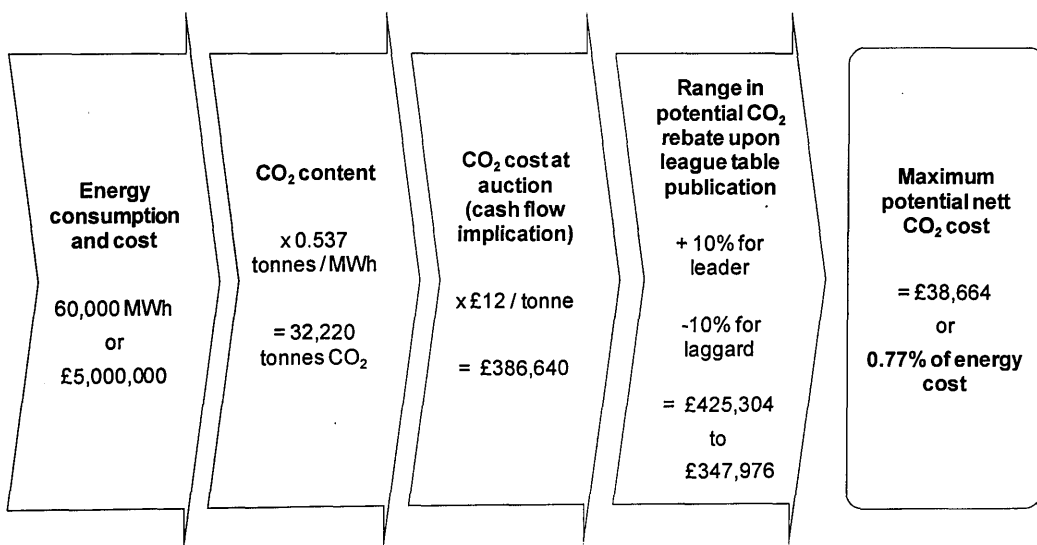 Energy
consumption
and cost
60,000 MWh
or
£5,000,000
CO₂ content
x 0.537
tonnes / MWh
= 32,220
tonnes CO₂
CO₂ cost at
auction
(cash flow
implication)
x £12 / tonne
= £386,640
Range in
potential CO₂
rebate upon
league table
publication
+ 10% for
leader
-10% for
laggard
= £425,304
to
£347,976
Maximum
potential nett
CO₂ cost
= £38,664
or
0.77% of energy
cost